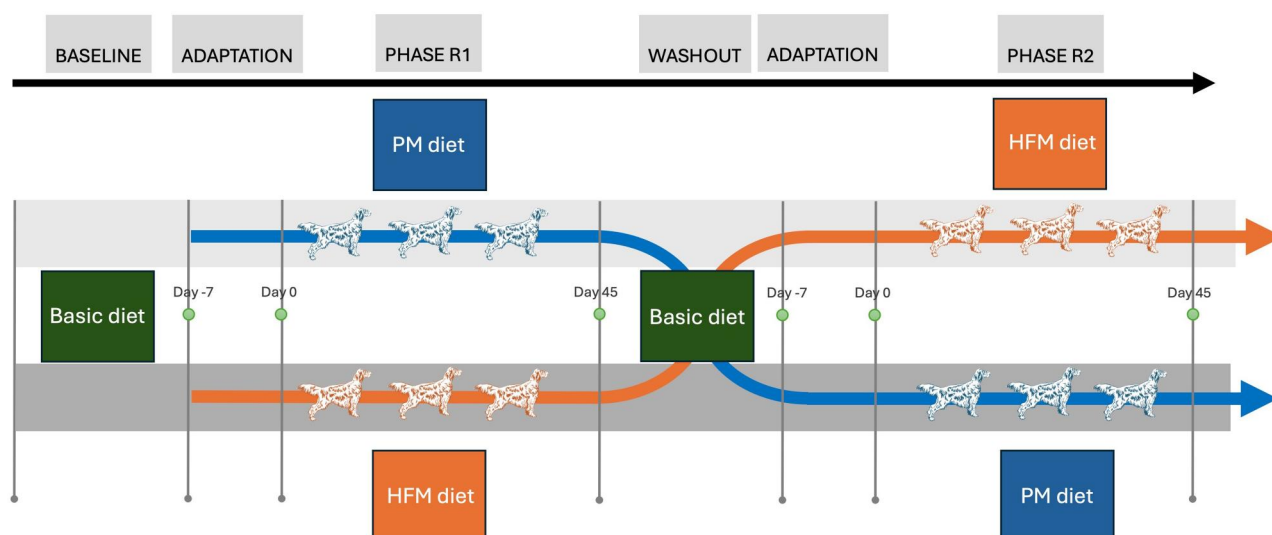 BASELINE
ADAPTATION
PHASE R1
WASHOUT
ADAPTATION
PHASE R2
PM diet
HFM diet
Basic diet
Day -7
Day 0
Day 45
Basic diet
Day -7
Day 0
Day 45
HFM diet
PM diet